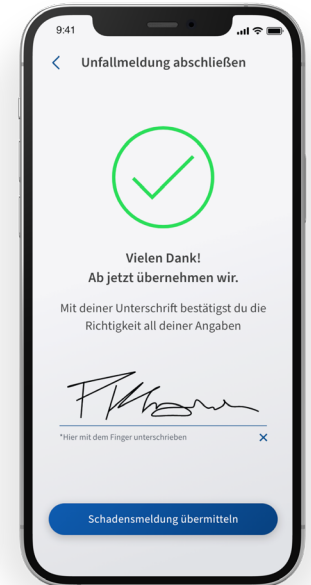 9:41
Unfallmeldung abschließen
Vielen Dank!
Ab jetzt übernehmen wir.
Mit deiner Unterschrift bestätigst du die
Richtigkeit all deiner Angaben
*Hier mit dem Finger unterschrieben
Schadensmeldung übermitteln